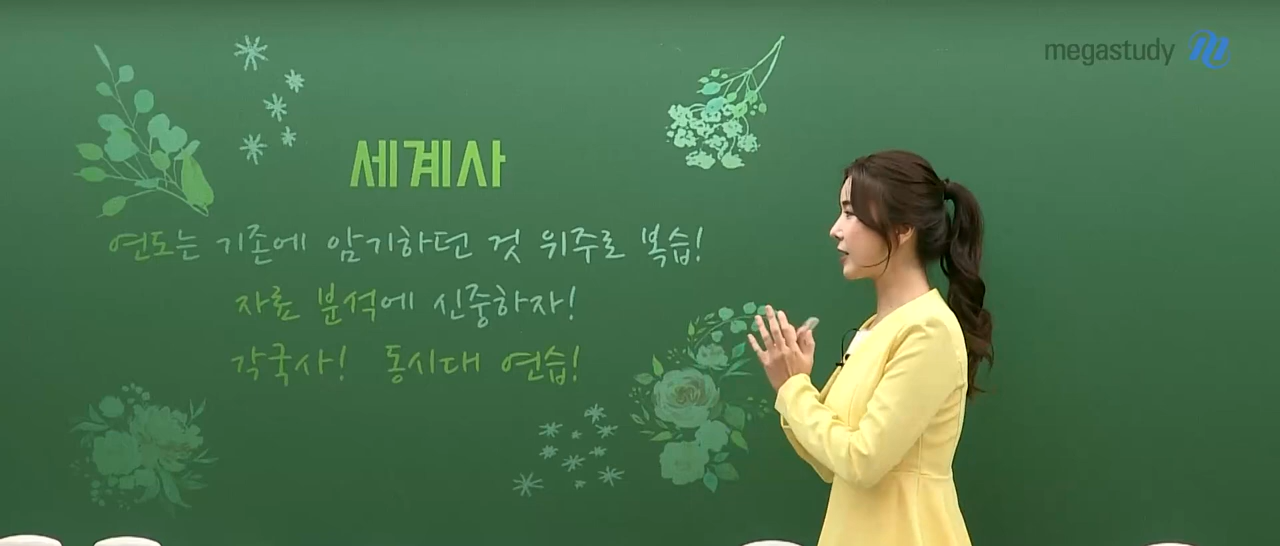 megastudy
세계사
연도는 기존에 암기하던 것 위주로 복습!
자료 분석에 신중하자!
각국사! 동시대 연습!